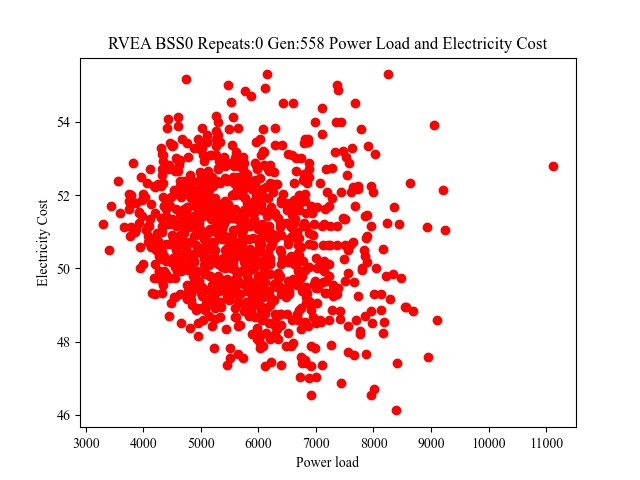 RVEA BSS0 Repeats:0 Gen:558 Power Load and Electricity Cost
Electricity Cost
54
52
50
48
46
3000 4000 5000 6000 7000 8000 9000 10000 11000
Power load